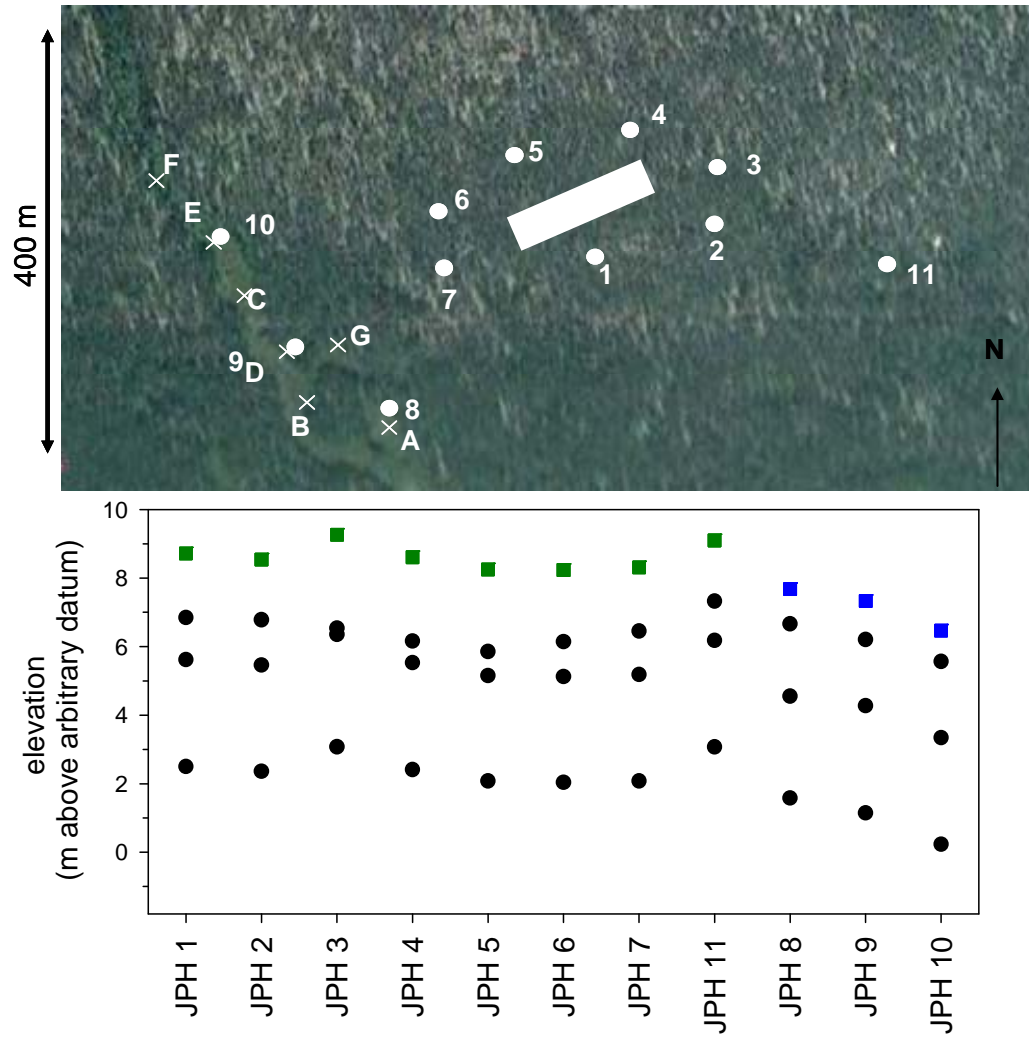 400 m
4
F
5
3
E
6
10
2
1
7
11
C
G
N
9
D
8
B
A
10
8
6
4
2
0
elevation
(m above arbitrary datum)
JPH 1
JPH 2
JPH 3
JPH 4
JPH 5
JPH 6
JPH 7
JPH 11
JPH 8
JPH 9
JPH 10